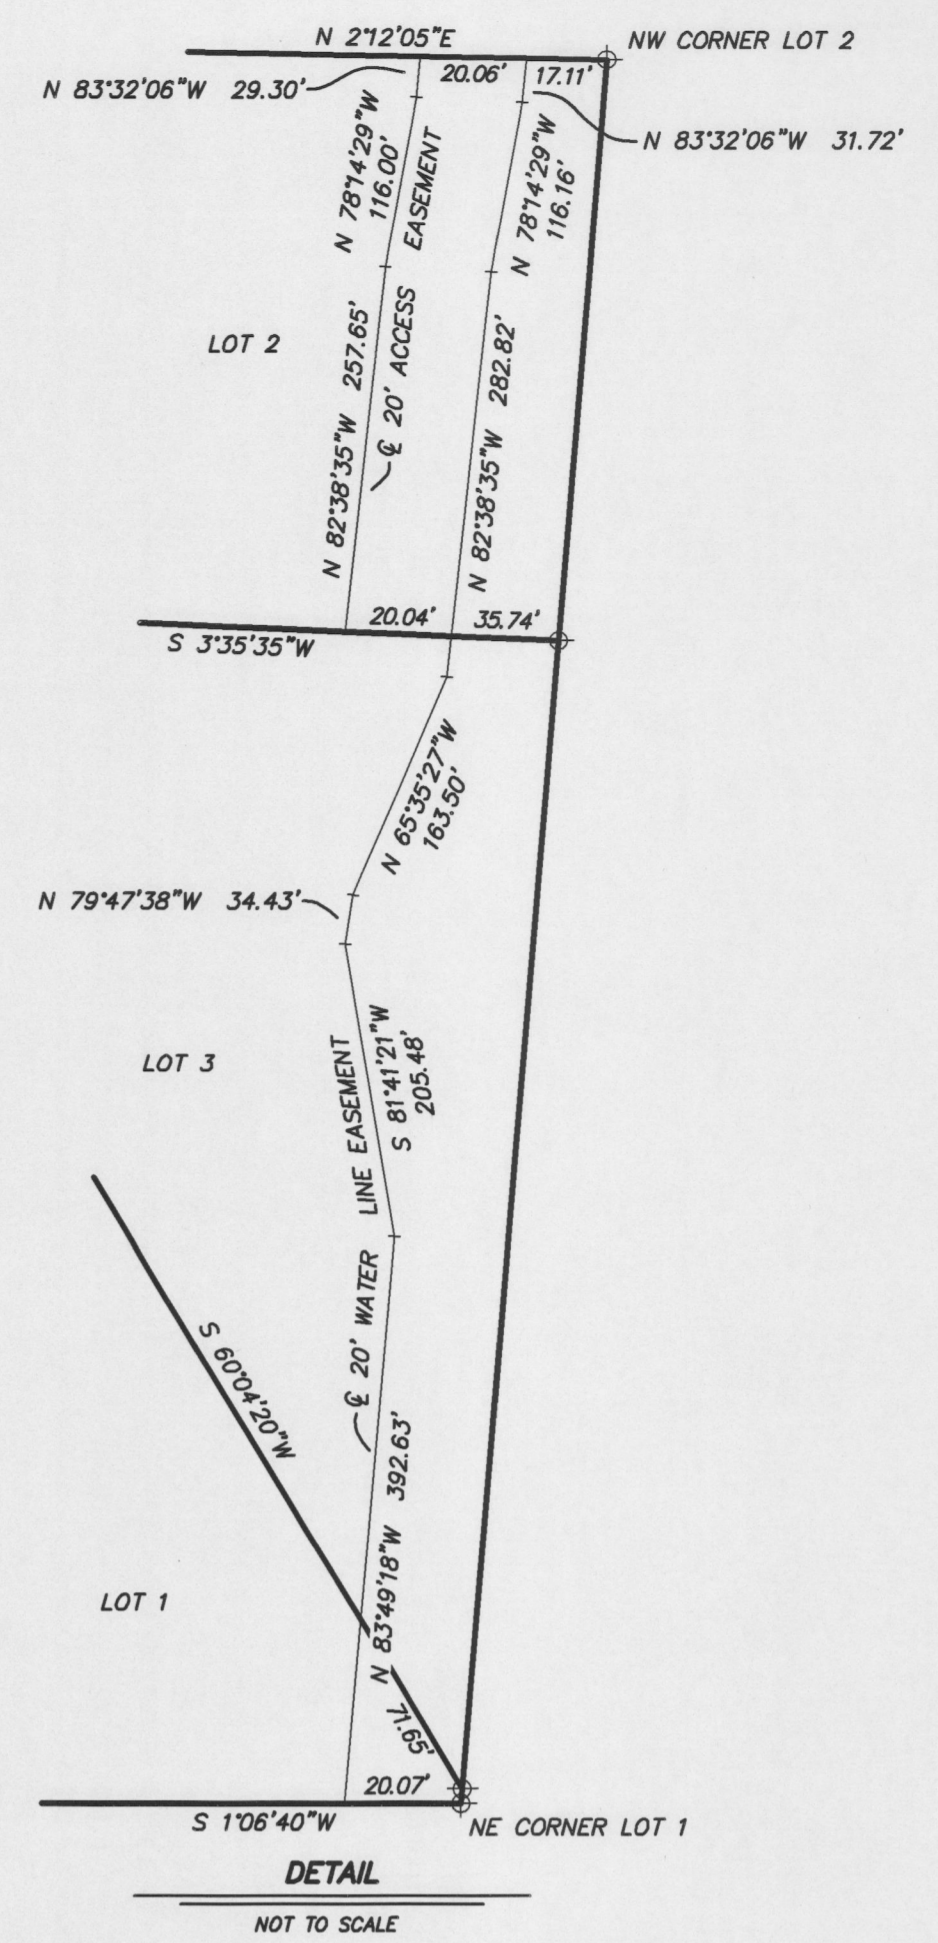 N 2°12'05"E
NW CORNER LOT 2
N 83°32'06"W 29.30'
20.06'
17.11'
N 83°32'06"W 31.72'
N 78°14'29"W
116.00'
EASEMENT
N 78°14'29"W
116.16'
LOT 2
N 82°38'35"W 257.65'
℄ 20' ACCESS
N 82°38'35"W 282.82'
20.04'
35.74'
S 3°35'35"W
N 65°35'27"W
163.50'
N 79°47'38"W 34.43'
LOT 3
LINE EASEMENT
S 81°41'21"W
205.48'
℄ 20' WATER
S 60°04'20"W
N 83°49'18"W 392.63'
LOT 1
71.65'
20.07'
S 1°06'40"W
NE CORNER LOT 1
DETAIL
NOT TO SCALE